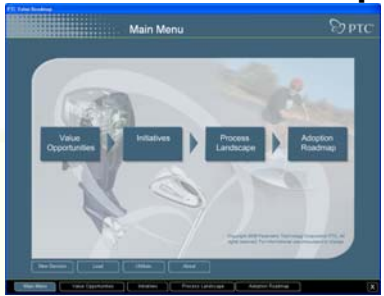 PTC Value Roadmap
Main Menu
PTC
Value
Opportunities
Initiatives
Process
Landscape
Adoption
Roadmap
New Session
Load
Utilities
About
Main Menu
Value Opportunities
Initiatives
Process Landscape
Adoption Roadmap
X